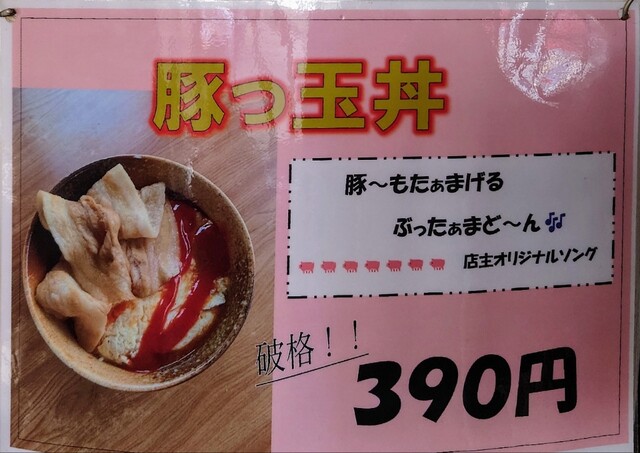 豚っ玉丼
豚～もたぁまげる
ぶったぁまど～ん🎶
店主オリジナルソング
破格！！
390円